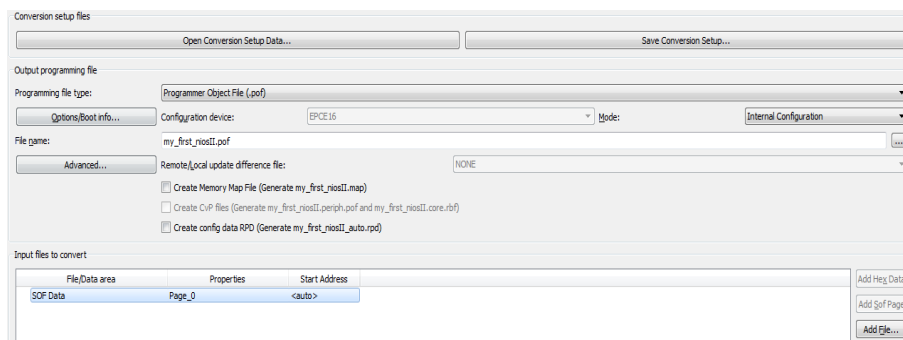 Conversion setup files
Open Conversion Setup Data... Save Conversion Setup...
Output programming file
Programming file type: Programmer Object File (.pof)
Options/Boot info... Configuration device: EPCE16 Mode: Internal Configuration
File name: my_first_niosII.pof ...
Advanced... Remote/Local update difference file: NONE
Create Memory Map File (Generate my_first_niosII.map)
Create CvP files (Generate my_first_niosII.periph.pof and my_first_niosII.core.rbf)
Create config data RPD (Generate my_first_niosII_auto.rpd)
Input files to convert
File/Data area Properties Start Address
Add Hex Data
SOF Data Page_0 <auto>
Add Sof Page
Add File...